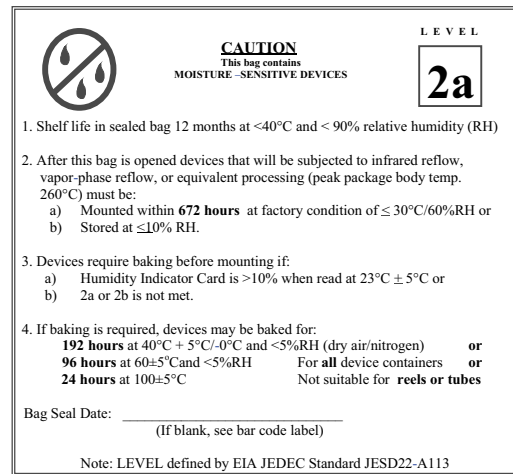 LEVEL
CAUTION
This bag contains
MOISTURE –SENSITIVE DEVICES
2a
1. Shelf life in sealed bag 12 months at <40°C and < 90% relative humidity (RH)
2. After this bag is opened devices that will be subjected to infrared reflow,
vapor-phase reflow, or equivalent processing (peak package body temp.
260°C) must be:
a) Mounted within 672 hours at factory condition of ≤ 30°C/60%RH or
b) Stored at ≤10% RH.
3. Devices require baking before mounting if:
a) Humidity Indicator Card is >10% when read at 23°C ± 5°C or
b) 2a or 2b is not met.
4. If baking is required, devices may be baked for:
192 hours at 40°C + 5°C/-0°C and <5%RH (dry air/nitrogen) or
96 hours at 60±5°Cand <5%RH For all device containers or
24 hours at 100±5°C Not suitable for reels or tubes
Bag Seal Date: ______________________________
(If blank, see bar code label)
Note: LEVEL defined by EIA JEDEC Standard JESD22-A113